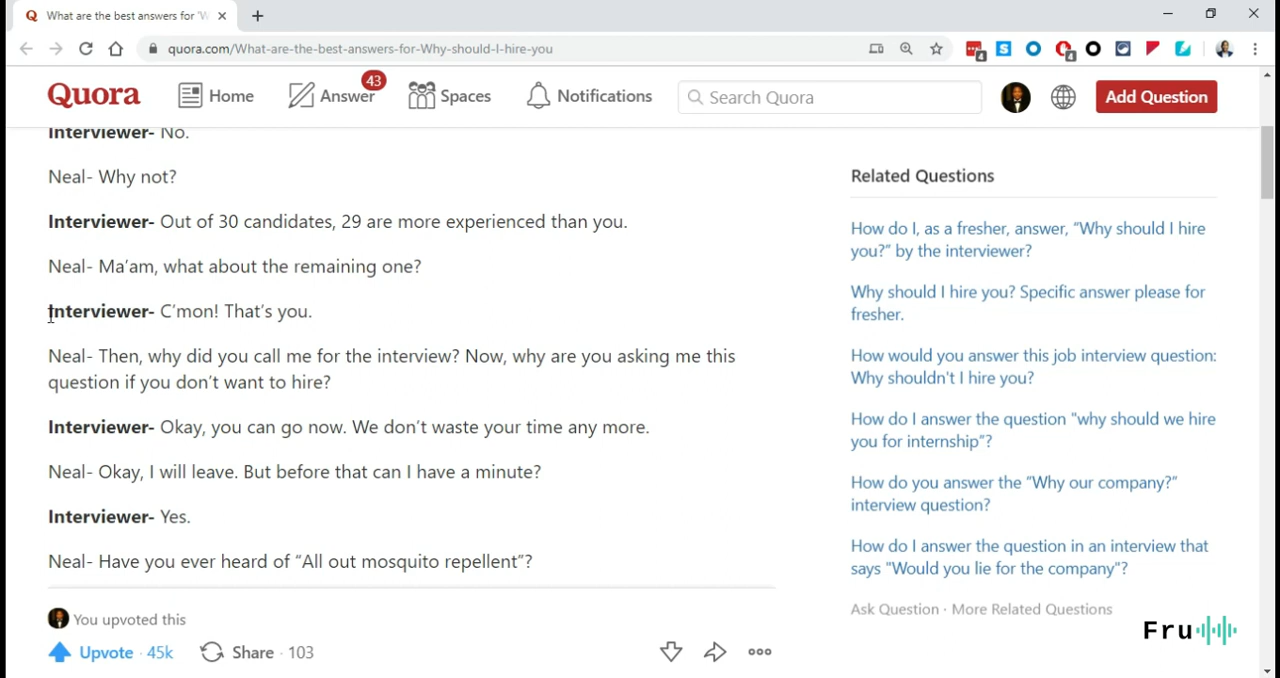 What are the best answers for 'W
quora.com/What-are-the-best-answers-for-Why-should-I-hire-you
4
4
Quora
Home
Answer
43
Spaces
Notifications
Search Quora
Add Question
Interviewer- No.
Neal- Why not?
Interviewer- Out of 30 candidates, 29 are more experienced than you.
Neal- Ma'am, what about the remaining one?
Interviewer- C'mon! That's you.
Neal- Then, why did you call me for the interview? Now, why are you asking me this
question if you don't want to hire?
Interviewer- Okay, you can go now. We don't waste your time any more.
Neal- Okay, I will leave. But before that can I have a minute?
Interviewer- Yes.
Neal- Have you ever heard of “All out mosquito repellent”?
You upvoted this
Upvote · 45k
Share · 103
Related Questions
How do I, as a fresher, answer, “Why should I hire
you?” by the interviewer?
Why should I hire you? Specific answer please for
fresher.
How would you answer this job interview question:
Why shouldn't I hire you?
How do I answer the question "why should we hire
you for internship"?
How do you answer the “Why our company?”
interview question?
How do I answer the question in an interview that
says "Would you lie for the company"?
Ask Question · More Related Questions
Fru